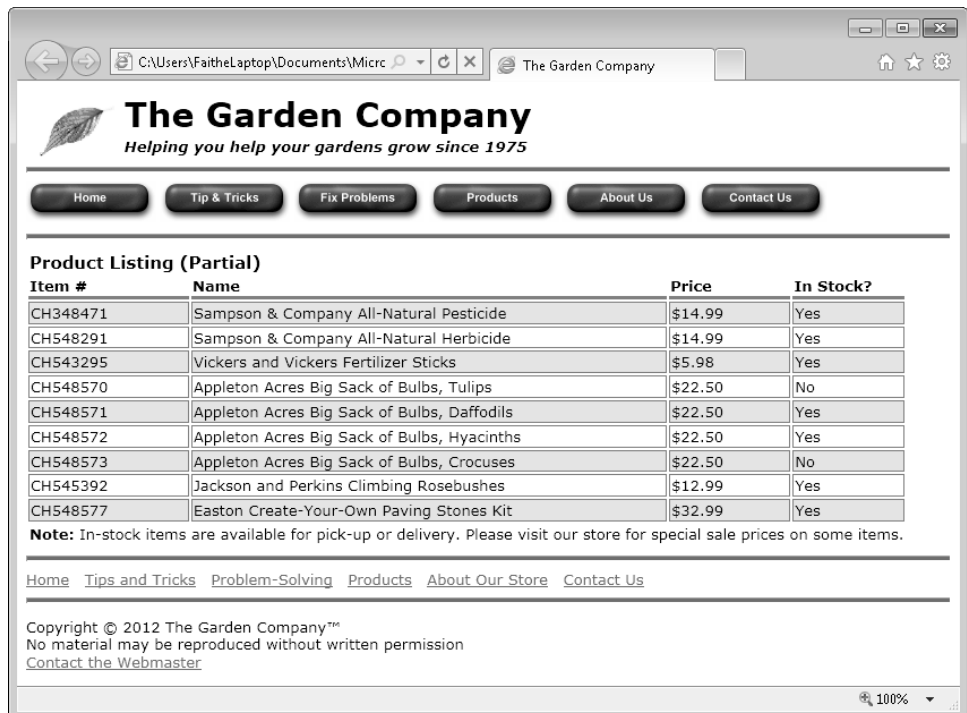 C:\Users\FaitheLaptop\Documents\Micrc
The Garden Company
The Garden Company
Helping you help your gardens grow since 1975
Home Tip & Tricks Fix Problems Products About Us Contact Us
Product Listing (Partial)
Item # Name Price In Stock?
CH348471 Sampson & Company All-Natural Pesticide $14.99 Yes
CH548291 Sampson & Company All-Natural Herbicide $14.99 Yes
CH543295 Vickers and Vickers Fertilizer Sticks $5.98 Yes
CH548570 Appleton Acres Big Sack of Bulbs, Tulips $22.50 No
CH548571 Appleton Acres Big Sack of Bulbs, Daffodils $22.50 Yes
CH548572 Appleton Acres Big Sack of Bulbs, Hyacinths $22.50 Yes
CH548573 Appleton Acres Big Sack of Bulbs, Crocuses $22.50 No
CH545392 Jackson and Perkins Climbing Rosebushes $12.99 Yes
CH548577 Easton Create-Your-Own Paving Stones Kit $32.99 Yes
Note: In-stock items are available for pick-up or delivery. Please visit our store for special sale prices on some items.
Home Tips and Tricks Problem-Solving Products About Our Store Contact Us
Copyright © 2012 The Garden Company™
No material may be reproduced without written permission
Contact the Webmaster
100%